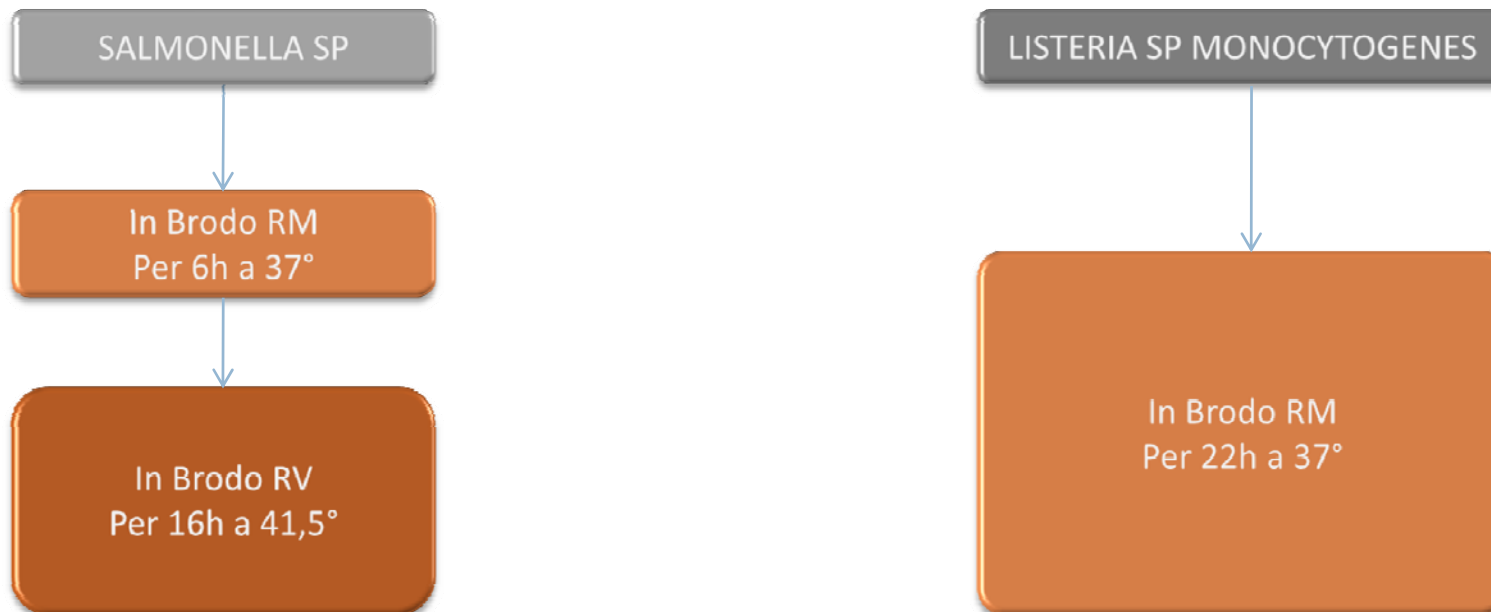 SALMONELLA SP
In Brodo RM
Per 6h a 37°
In Brodo RV
Per 16h a 41,5°
LISTERIA SP MONOCYTOGENES
In Brodo RM
Per 22h a 37°